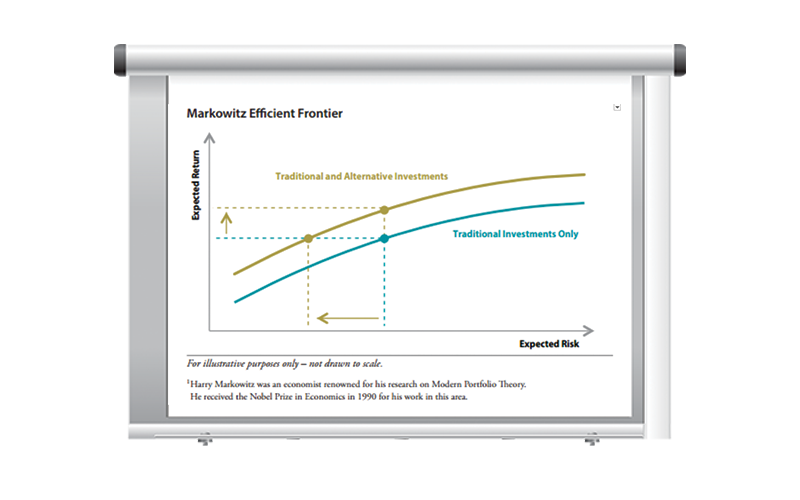 Markowitz Efficient Frontier
Expected Return
Traditional and Alternative Investments
Traditional Investments Only
Expected Risk
For illustrative purposes only – not drawn to scale.
1Harry Markowitz was an economist renowned for his research on Modern Portfolio Theory.
He received the Nobel Prize in Economics in 1990 for his work in this area.